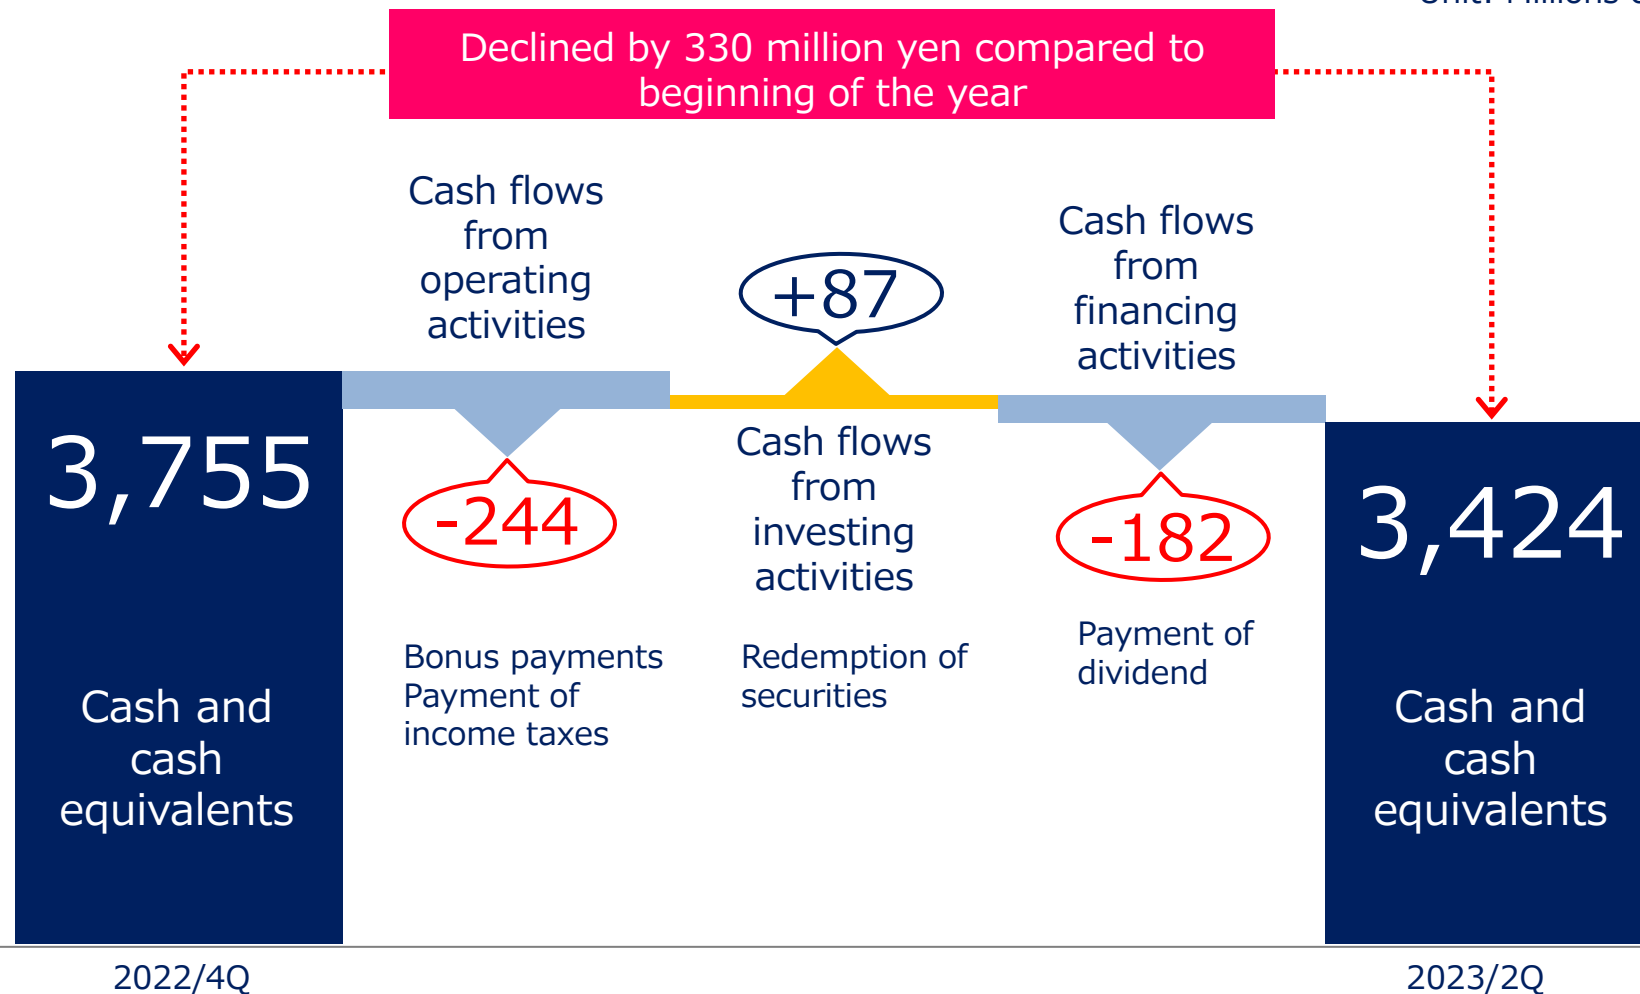 Unit: Millions
Declined by 330 million yen compared to
beginning of the year
Cash flows
from
operating
activities
+87
Cash flows
from
financing
activities
3,755
-244
Cash flows
from
investing
activities
-182
3,424
Bonus payments
Payment of
income taxes
Redemption of
securities
Payment of
dividend
Cash and
cash
equivalents
Cash and
cash
equivalents
2022/4Q
2023/2Q